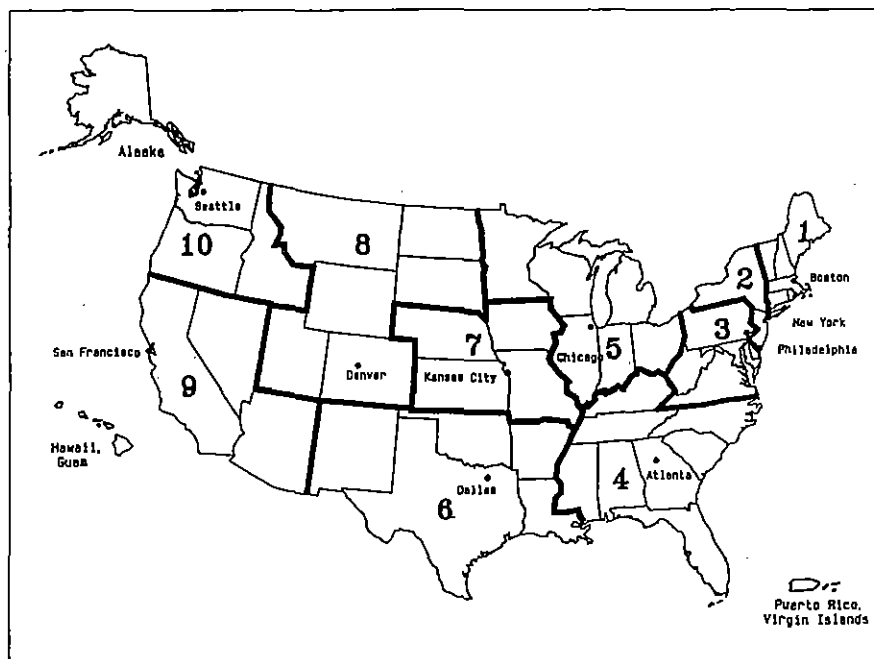 Alaska
Seattle
10
8
1
2
Boston
New York
3
Philadelphia
7
Chicago
5
San Francisco
Denver
Kansas City
9
Hawaii,
Guam
Atlanta
4
Dallas
6
Puerto Rico,
Virgin Islands